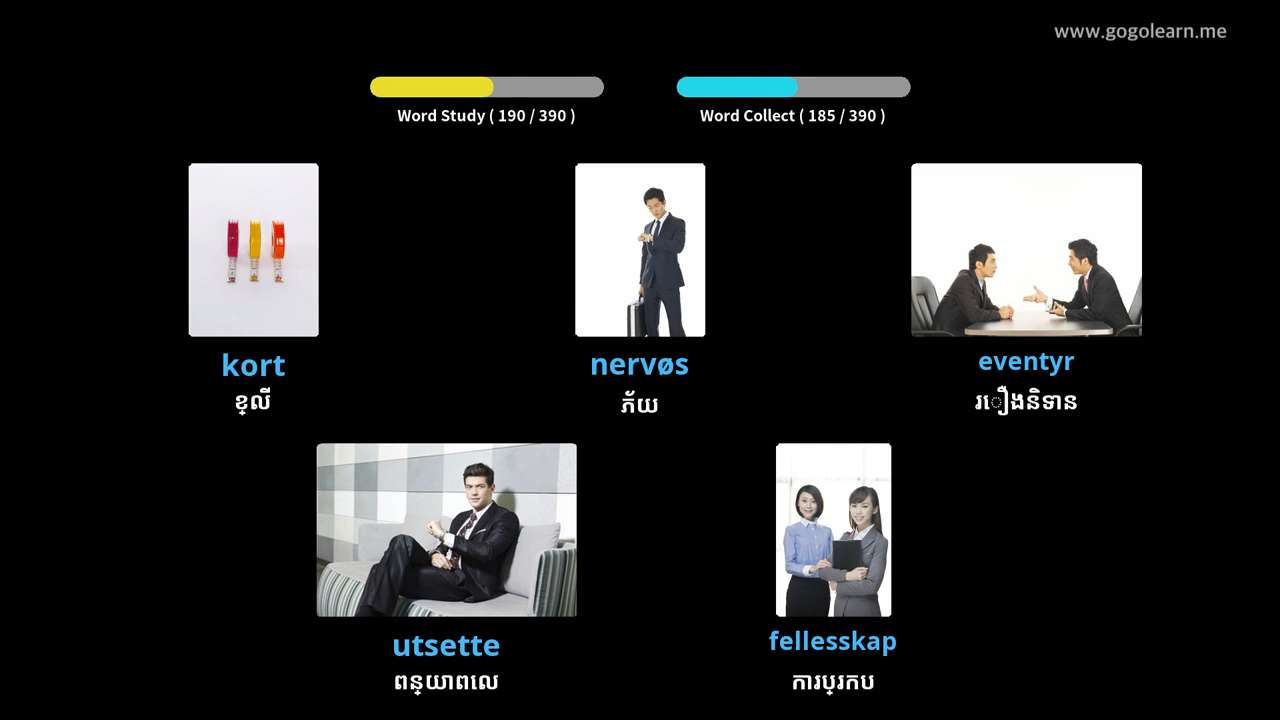 www.gogolearn.me
Word Study ( 190 / 390 )
Word Collect ( 185 / 390 )
kort
ខ្លី
nervøs
ភ័យ
eventyr
រឿងនិទាន
utsette
ពន្យាពេល
fellesskap
ការប្រកប